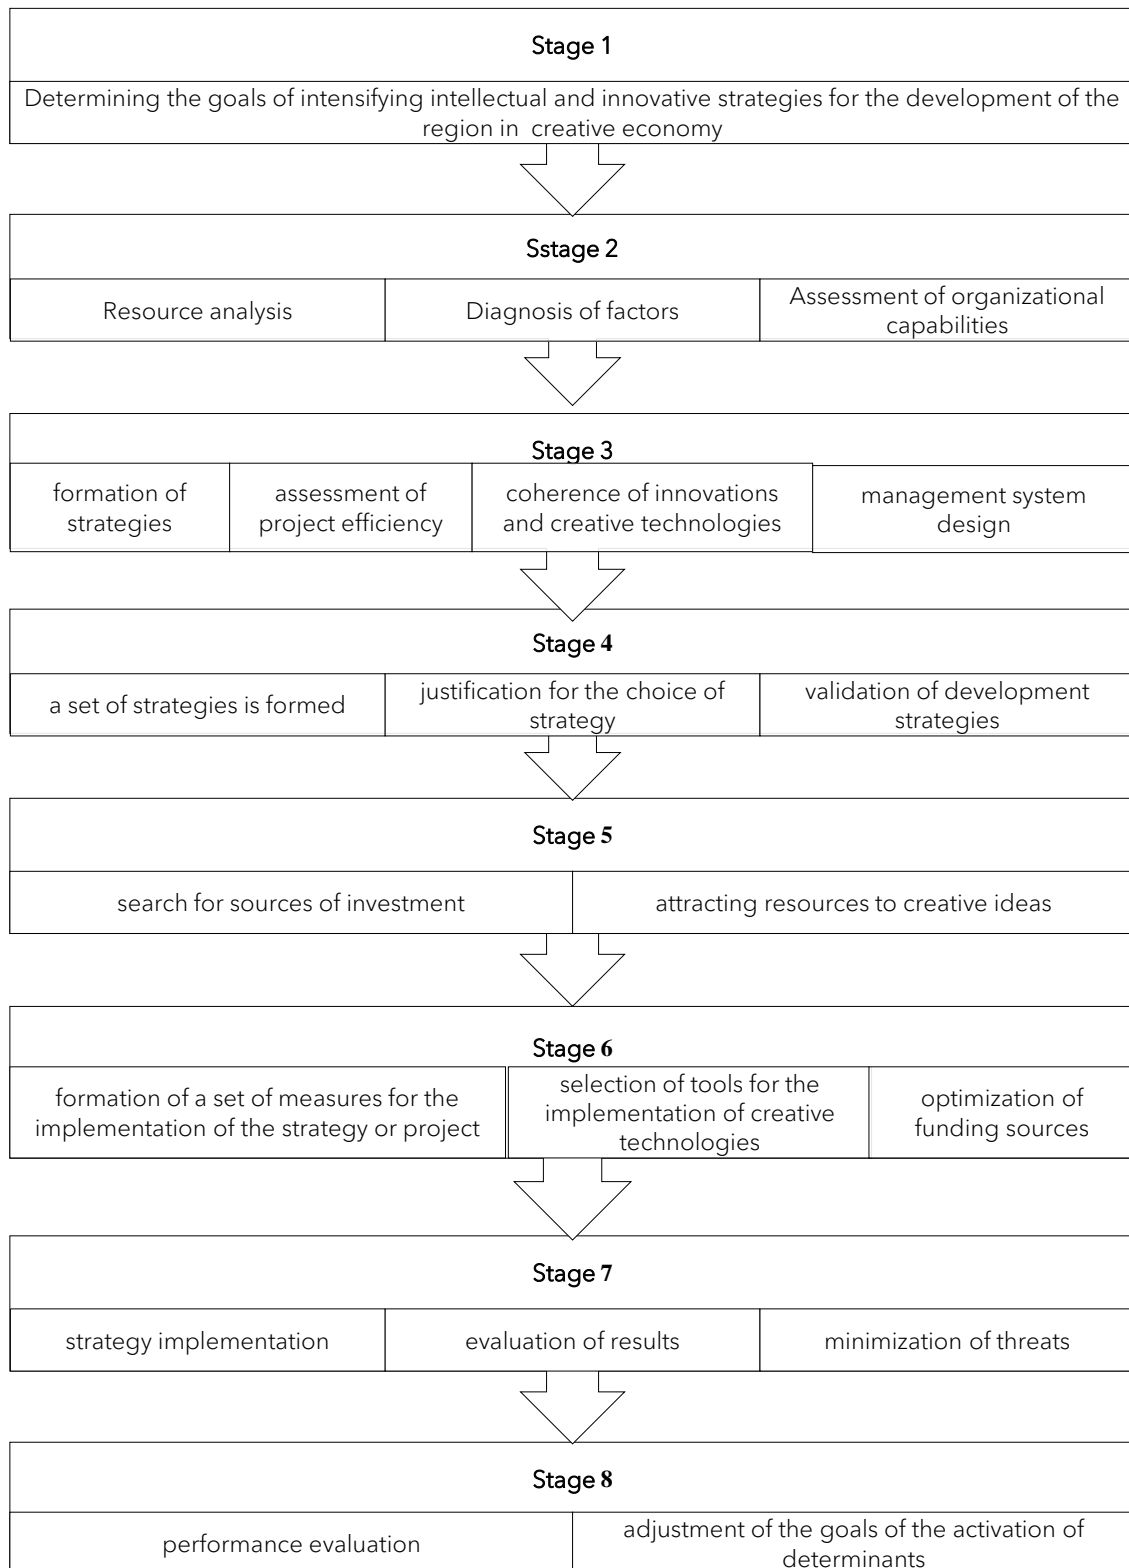 Stage 1
Determining the goals of intensifying intellectual and innovative strategies for the development of the
region in creative economy
Sstage 2
Resource analysis
Diagnosis of factors
Assessment of organizational
capabilities
Stage 3
formation of
strategies
assessment of
project efficiency
coherence of innovations
and creative technologies
management system
design
Stage 4
a set of strategies is formed
justification for the choice of
strategy
validation of development
strategies
Stage 5
search for sources of investment
attracting resources to creative ideas
Stage 6
formation of a set of measures for the
implementation of the strategy or project
selection of tools for the
implementation of creative
technologies
optimization of
funding sources
Stage 7
strategy implementation
evaluation of results
minimization of threats
Stage 8
performance evaluation
adjustment of the goals of the activation of
determinants